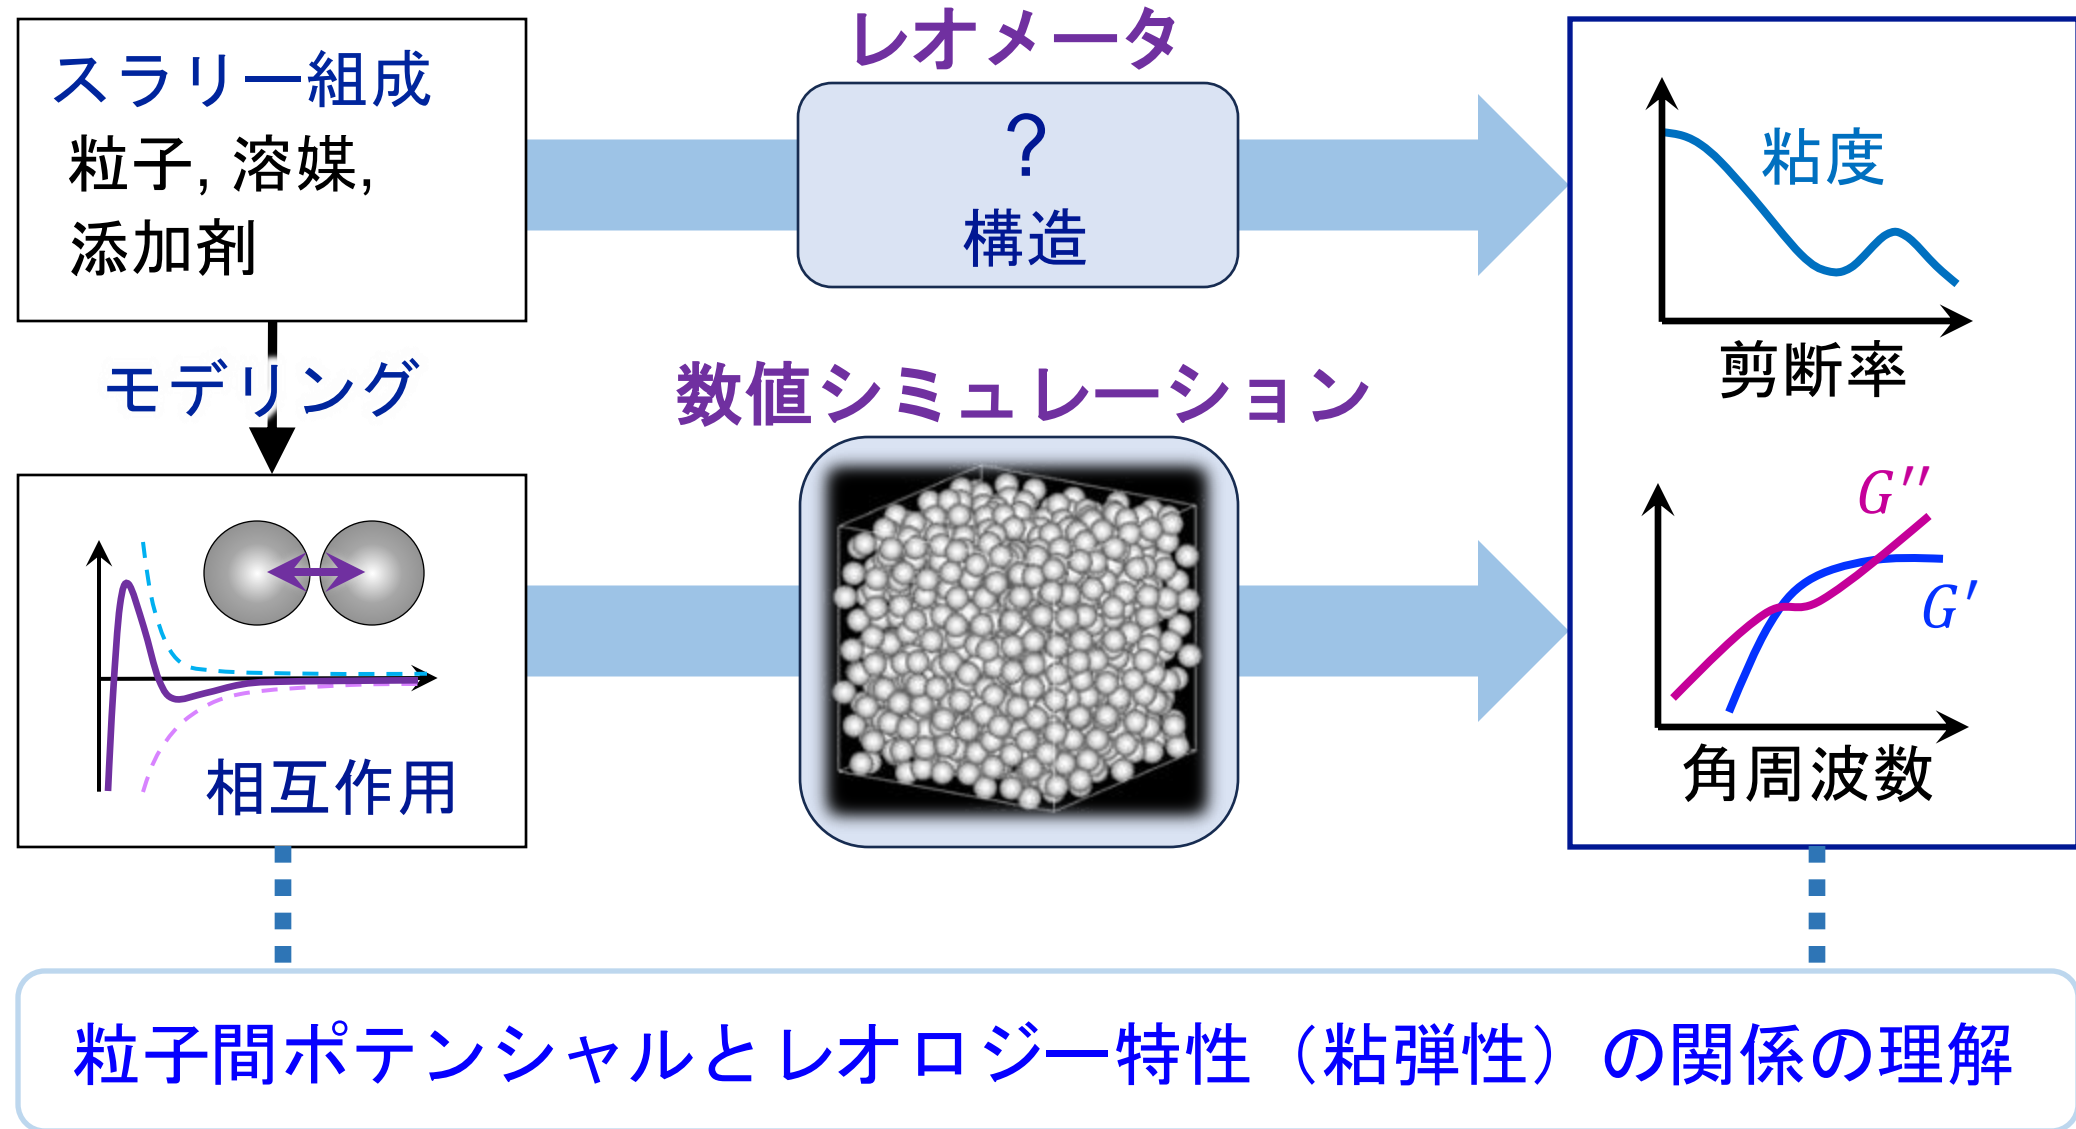 レオメータ
スラリー組成
粒子, 溶媒,
添加剤
?
構造
粘度
剪断率
モデリング
数値シミュレーション
相互作用
G′′
G′
角周波数
粒子間ポテンシャルとレオロジー特性（粘弾性）の関係の理解